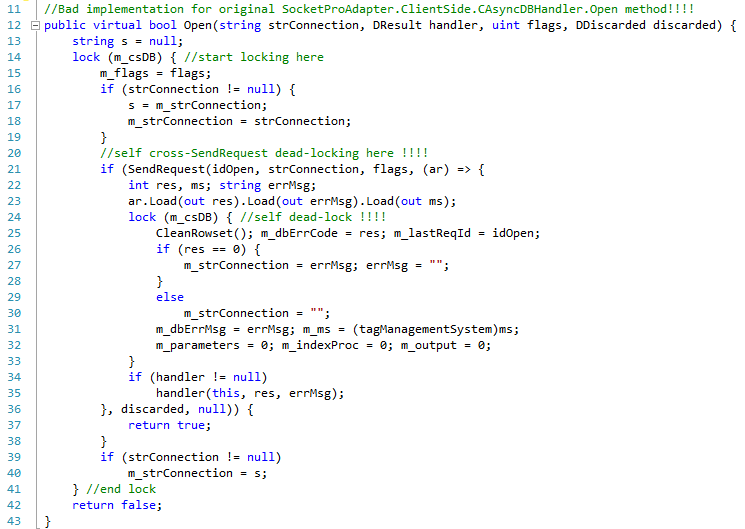 11 //Bad implementation for original SocketProAdapter.ClientSide.CAsyncDBHandler.Open method!!!!
12 public virtual bool Open(string strConnection, DResult handler, uint flags, DDiscarded discarded) {
13     string s = null;
14     lock (m_csDB) { //start locking here
15         m_flags = flags;
16         if (strConnection != null) {
17             s = m_strConnection;
18             m_strConnection = strConnection;
19         }
20         //self cross-SendRequest dead-locking here !!!!
21         if (SendRequest(idOpen, strConnection, flags, (ar) => {
22             int res, ms; string errMsg;
23             ar.Load(out res).Load(out errMsg).Load(out ms);
24             lock (m_csDB) { //self dead-lock !!!!
25                 CleanRowset(); m_dbErrCode = res; m_lastReqId = idOpen;
26                 if (res == 0) {
27                     m_strConnection = errMsg; errMsg = "";
28                 }
29                 else
30                     m_strConnection = "";
31                 m_dbErrMsg = errMsg; m_ms = (tagManagementSystem)ms;
32                 m_parameters = 0; m_indexProc = 0; m_output = 0;
33             }
34             if (handler != null)
35                 handler(this, res, errMsg);
36         }, discarded, null)) {
37             return true;
38         }
39         if (strConnection != null)
40             m_strConnection = s;
41     } //end lock
42     return false;
43 }